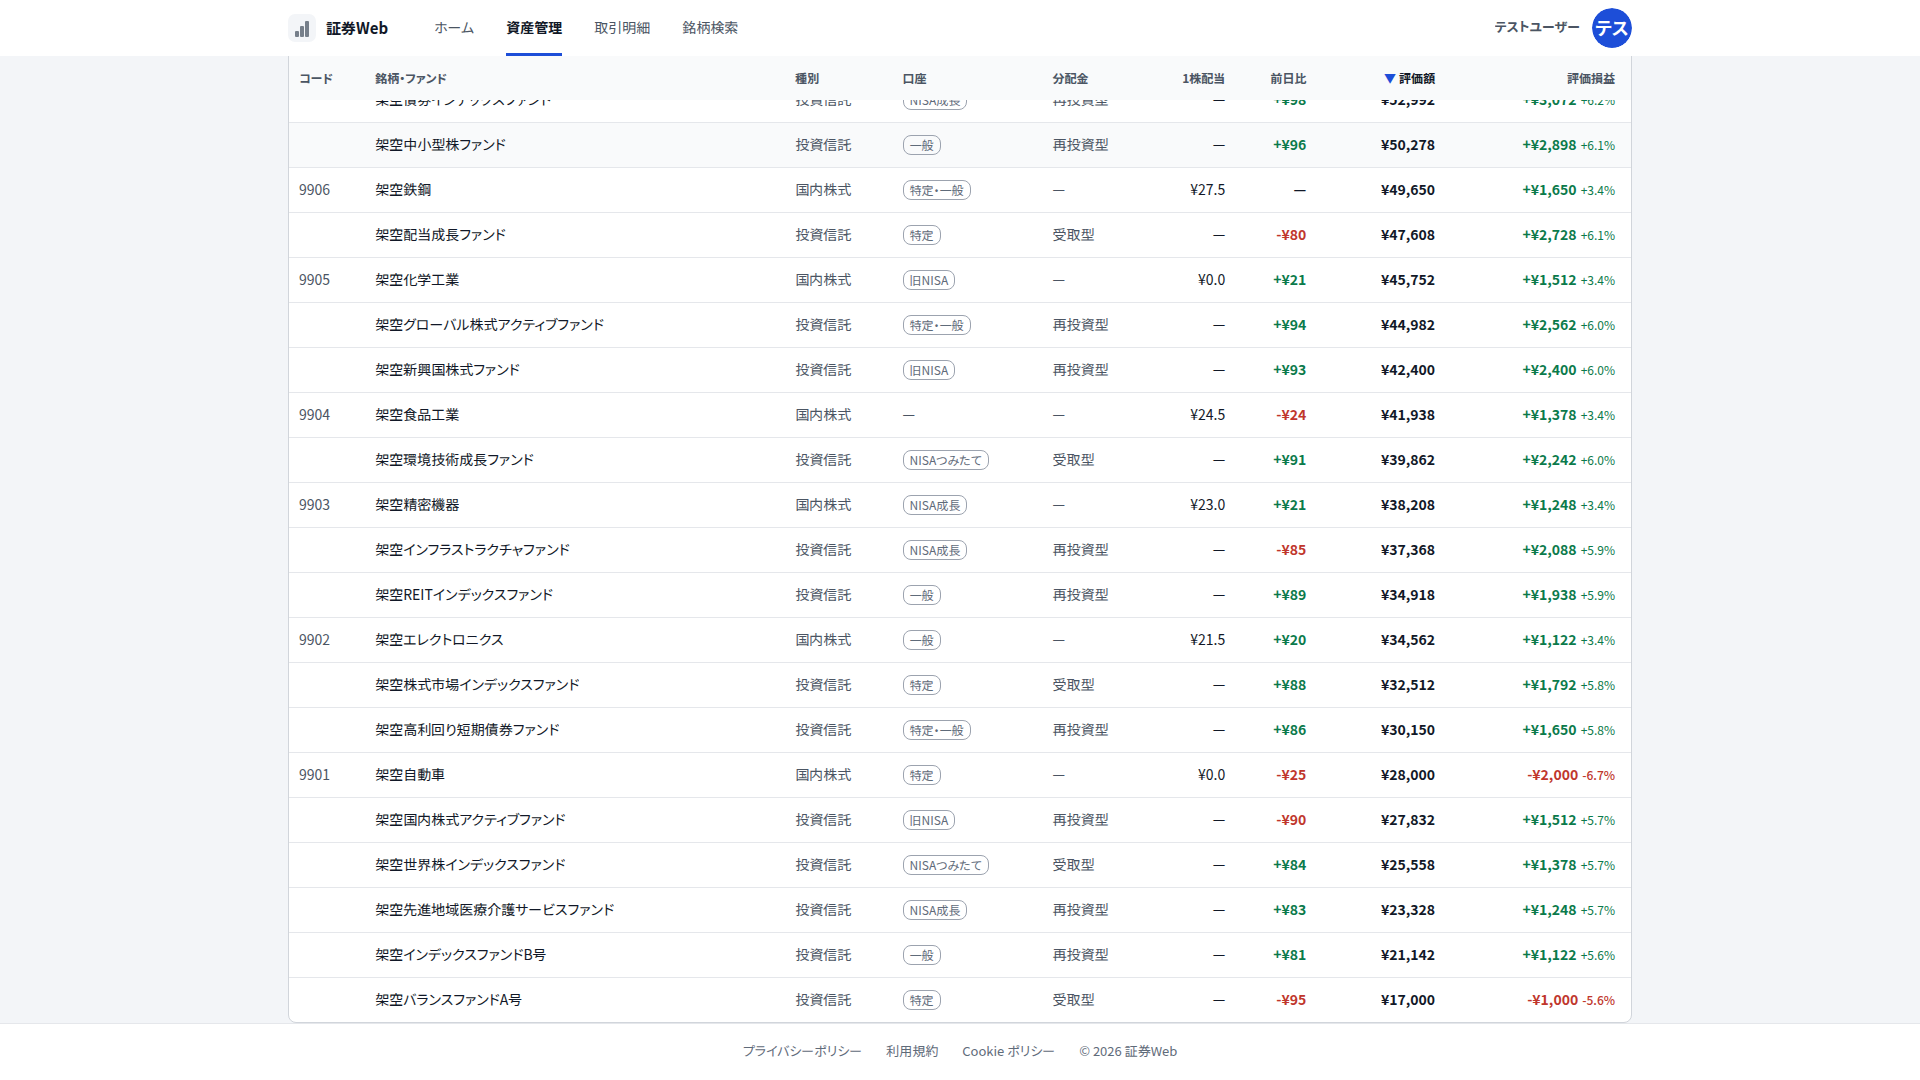 証券Web ホーム 資産管理 取引明細 銘柄検索 テストユーザー テス
コード 銘柄・ファンド 種別 口座 分配金 1株配当 前日比 ▼ 評価額 評価損益
架空債券インデックスファンド 投資信託 NISA成長 再投資型 — +¥98 ¥52,992 +¥3,072 +6.2%
架空中小型株ファンド 投資信託 一般 再投資型 — +¥96 ¥50,278 +¥2,898 +6.1%
9906 架空鉄鋼 国内株式 特定・一般 — ¥27.5 — ¥49,650 +¥1,650 +3.4%
架空配当成長ファンド 投資信託 特定 受取型 — -¥80 ¥47,608 +¥2,728 +6.1%
9905 架空化学工業 国内株式 旧NISA — ¥0.0 +¥21 ¥45,752 +¥1,512 +3.4%
架空グローバル株式アクティブファンド 投資信託 特定・一般 再投資型 — +¥94 ¥44,982 +¥2,562 +6.0%
架空新興国株式ファンド 投資信託 旧NISA 再投資型 — +¥93 ¥42,400 +¥2,400 +6.0%
9904 架空食品工業 国内株式 — — ¥24.5 -¥24 ¥41,938 +¥1,378 +3.4%
架空環境技術成長ファンド 投資信託 NISAつみたて 受取型 — +¥91 ¥39,862 +¥2,242 +6.0%
9903 架空精密機器 国内株式 NISA成長 — ¥23.0 +¥21 ¥38,208 +¥1,248 +3.4%
架空インフラストラクチャファンド 投資信託 NISA成長 再投資型 — -¥85 ¥37,368 +¥2,088 +5.9%
架空REITインデックスファンド 投資信託 一般 再投資型 — +¥89 ¥34,918 +¥1,938 +5.9%
9902 架空エレクトロニクス 国内株式 一般 — ¥21.5 +¥20 ¥34,562 +¥1,122 +3.4%
架空株式市場インデックスファンド 投資信託 特定 受取型 — +¥88 ¥32,512 +¥1,792 +5.8%
架空高利回り短期債券ファンド 投資信託 特定・一般 再投資型 — +¥86 ¥30,150 +¥1,650 +5.8%
9901 架空自動車 国内株式 特定 — ¥0.0 -¥25 ¥28,000 -¥2,000 -6.7%
架空国内株式アクティブファンド 投資信託 旧NISA 再投資型 — -¥90 ¥27,832 +¥1,512 +5.7%
架空世界株インデックスファンド 投資信託 NISAつみたて 受取型 — +¥84 ¥25,558 +¥1,378 +5.7%
架空先進地域医療介護サービスファンド 投資信託 NISA成長 再投資型 — +¥83 ¥23,328 +¥1,248 +5.7%
架空インデックスファンドB号 投資信託 一般 再投資型 — +¥81 ¥21,142 +¥1,122 +5.6%
架空バランスファンドA号 投資信託 特定 受取型 — -¥95 ¥17,000 -¥1,000 -5.6%
プライバシーポリシー 利用規約 Cookie ポリシー © 2026 証券Web